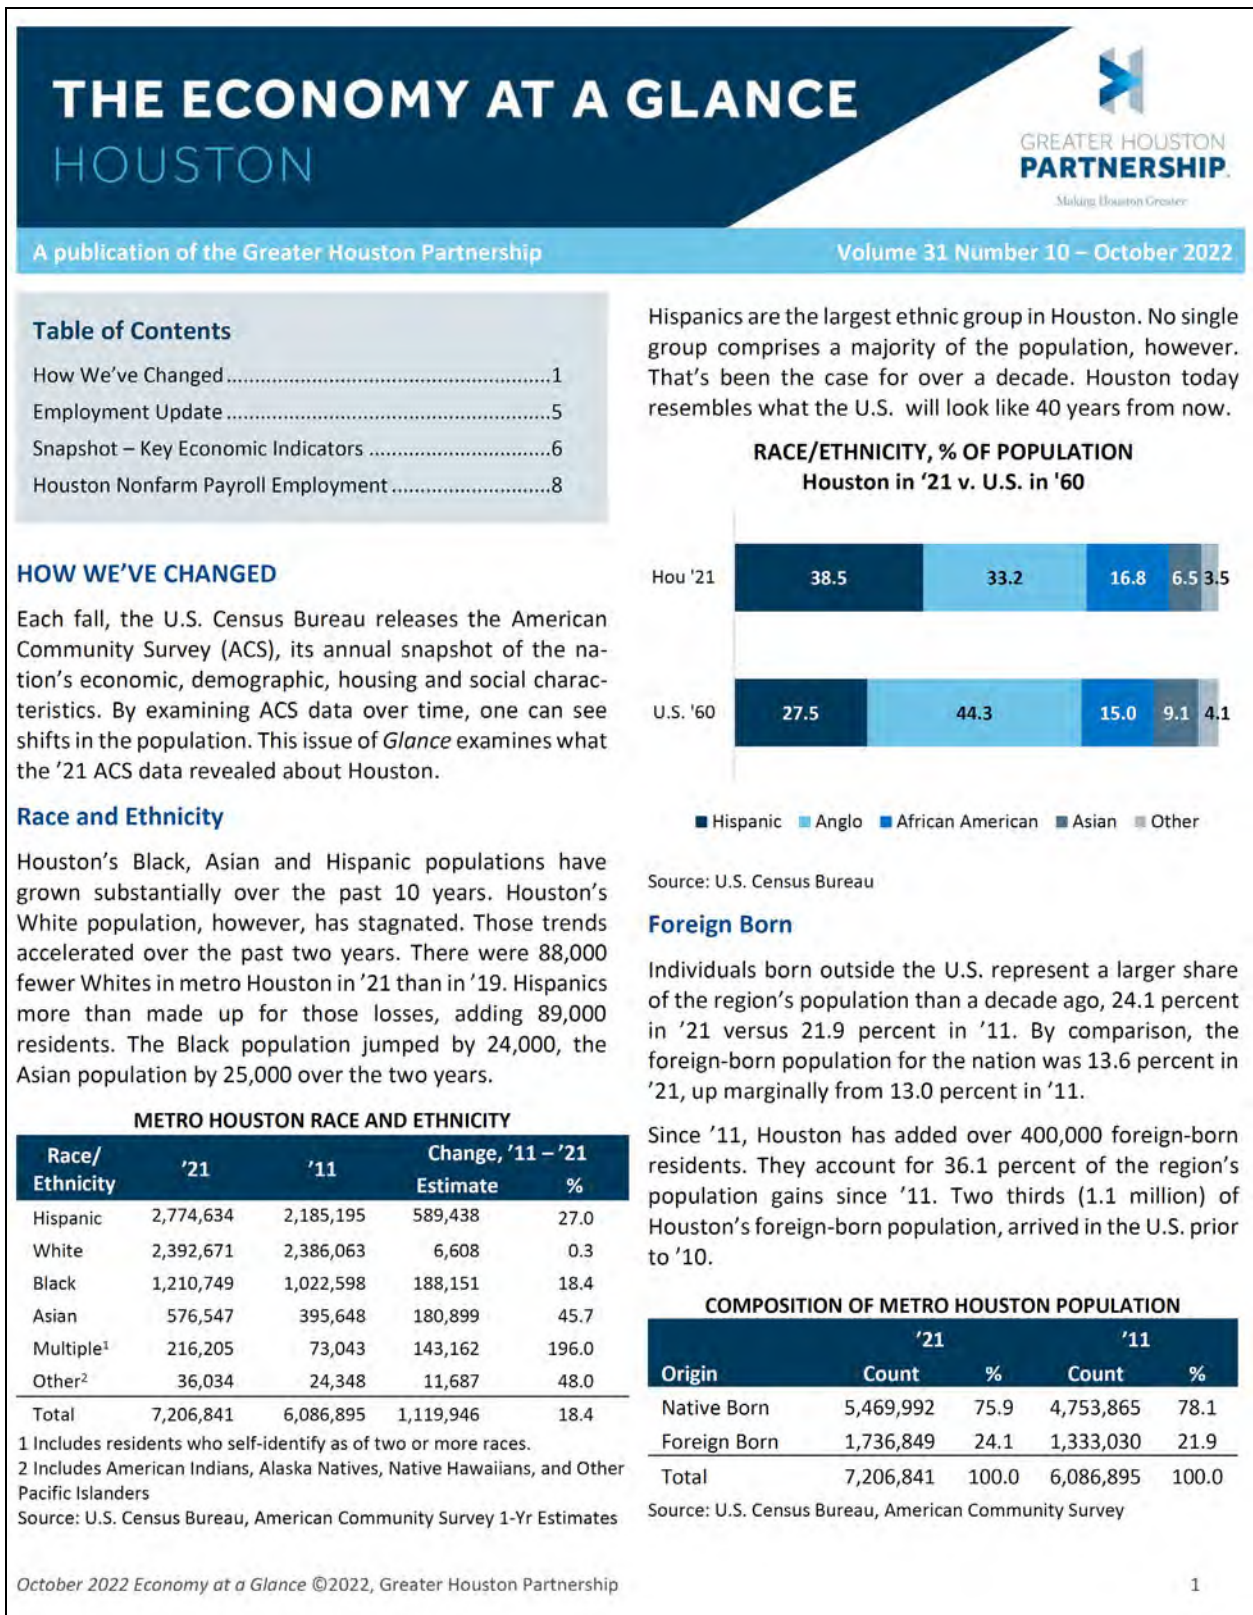 THE ECONOMY AT A GLANCE
HOUSTON
GREATER HOUSTON
PARTNERSHIP.
Making Houston Greater
A publication of the Greater Houston Partnership
Volume 31 Number 10 – October 2022
Table of Contents
How We've Changed.........................................................1
Employment Update.........................................................5
Snapshot – Key Economic Indicators ................................6
Houston Nonfarm Payroll Employment............................8
HOW WE'VE CHANGED
Each fall, the U.S. Census Bureau releases the American
Community Survey (ACS), its annual snapshot of the na-
tion's economic, demographic, housing and social charac-
teristics. By examining ACS data over time, one can see
shifts in the population. This issue of Glance examines what
the '21 ACS data revealed about Houston.
Race and Ethnicity
Houston's Black, Asian and Hispanic populations have
grown substantially over the past 10 years. Houston's
White population, however, has stagnated. Those trends
accelerated over the past two years. There were 88,000
fewer Whites in metro Houston in '21 than in '19. Hispanics
more than made up for those losses, adding 89,000
residents. The Black population jumped by 24,000, the
Asian population by 25,000 over the two years.
METRO HOUSTON RACE AND ETHNICITY
Race/ Ethnicity '21 '11 Change, '11 – '21
Estimate %
Hispanic 2,774,634 2,185,195 589,438 27.0
White 2,392,671 2,386,063 6,608 0.3
Black 1,210,749 1,022,598 188,151 18.4
Asian 576,547 395,648 180,899 45.7
Multiple1 216,205 73,043 143,162 196.0
Other2 36,034 24,348 11,687 48.0
Total 7,206,841 6,086,895 1,119,946 18.4
1 Includes residents who self-identify as of two or more races.
2 Includes American Indians, Alaska Natives, Native Hawaiians, and Other
Pacific Islanders
Source: U.S. Census Bureau, American Community Survey 1-Yr Estimates
Hispanics are the largest ethnic group in Houston. No single
group comprises a majority of the population, however.
That's been the case for over a decade. Houston today
resembles what the U.S. will look like 40 years from now.
RACE/ETHNICITY, % OF POPULATION
Houston in '21 v. U.S. in '60
Hou '21 38.5 33.2 16.8 6.5 3.5
U.S. '60 27.5 44.3 15.0 9.1 4.1
Hispanic Anglo African American Asian Other
Source: U.S. Census Bureau
Foreign Born
Individuals born outside the U.S. represent a larger share
of the region's population than a decade ago, 24.1 percent
in '21 versus 21.9 percent in '11. By comparison, the
foreign-born population for the nation was 13.6 percent in
'21, up marginally from 13.0 percent in '11.
Since '11, Houston has added over 400,000 foreign-born
residents. They account for 36.1 percent of the region's
population gains since '11. Two thirds (1.1 million) of
Houston's foreign-born population, arrived in the U.S. prior
to '10.
COMPOSITION OF METRO HOUSTON POPULATION
'21 '11
Origin Count % Count %
Native Born 5,469,992 75.9 4,753,865 78.1
Foreign Born 1,736,849 24.1 1,333,030 21.9
Total 7,206,841 100.0 6,086,895 100.0
Source: U.S. Census Bureau, American Community Survey
October 2022 Economy at a Glance ©2022, Greater Houston Partnership
1